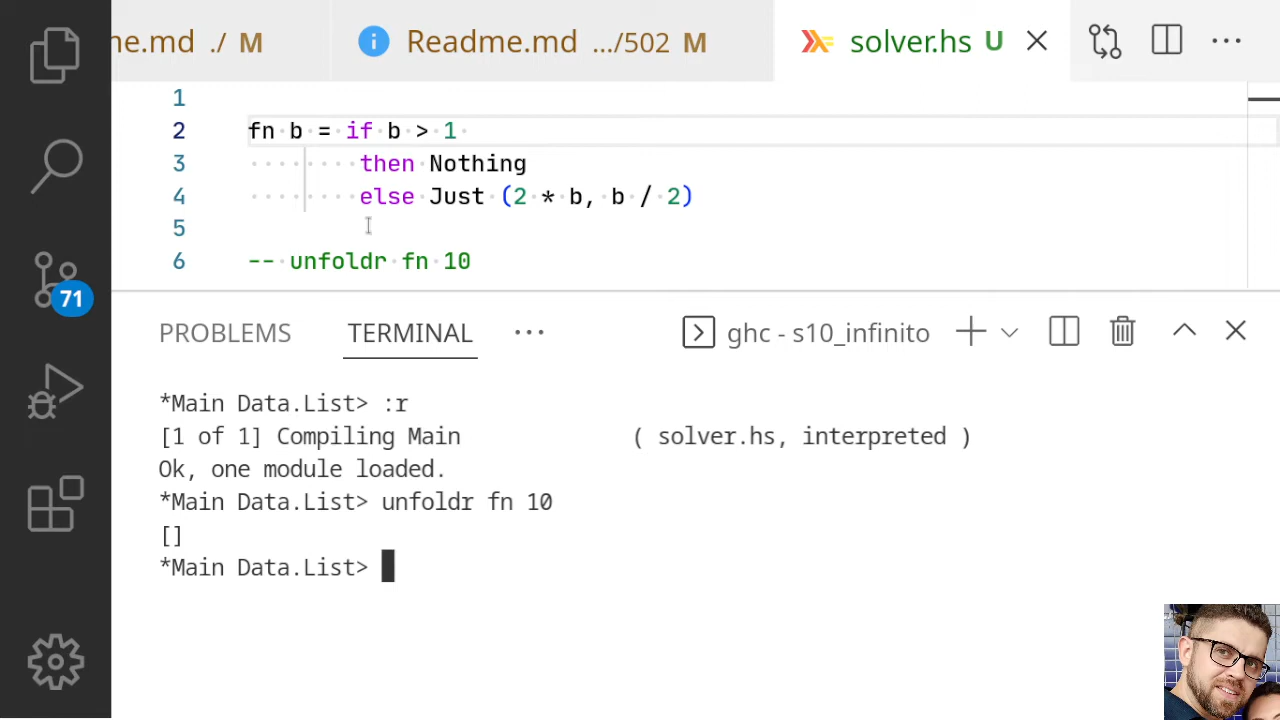 ne.md ./ M
Readme.md .../502 M
solver.hs U
1
2 fn b = if b > 1
3 then Nothing
4 else Just (2 * b, b / 2)
5
6 -- unfoldr fn 10
71
PROBLEMS TERMINAL ... ghc - s10_infinito
*Main Data.List> :r
[1 of 1] Compiling Main ( solver.hs, interpreted )
Ok, one module loaded.
*Main Data.List> unfoldr fn 10
[]
*Main Data.List>